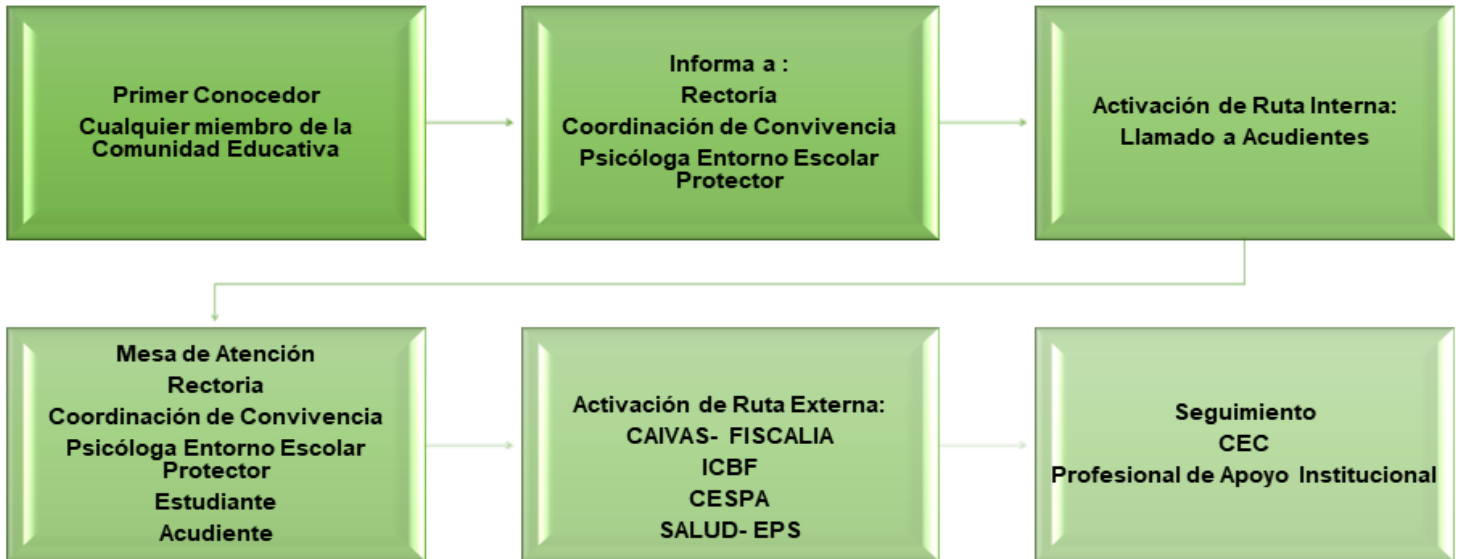 Primer Conocedor
Cualquier miembro de la
Comunidad Educativa
Informa a :
Rectoría
Coordinación de Convivencia
Psicóloga Entorno Escolar
Protector
Activación de Ruta Interna:
Llamado a Acudientes
Mesa de Atención
Rectoria
Coordinación de Convivencia
Psicóloga Entorno Escolar
Protector
Estudiante
Acudiente
Activación de Ruta Externa:
CAIVAS- FISCALIA
ICBF
CESPA
SALUD- EPS
Seguimiento
CEC
Profesional de Apoyo Institucional